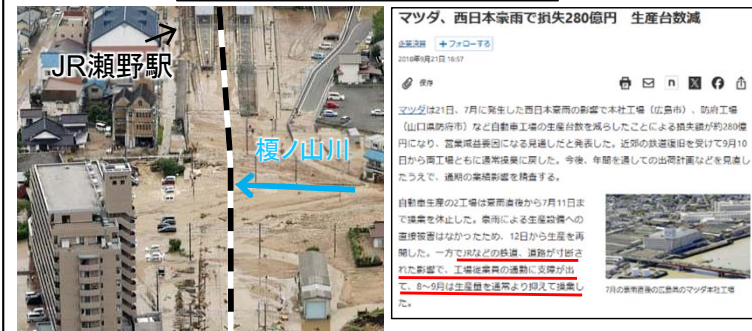 JR瀬野駅
榎ノ山川
マツダ、西日本豪雨で損失280億円　生産台数減
企業決算
＋フォローする
2018年9月21日 16:57
保存
マツダは21日、7月に発生した西日本豪雨の影響で本社工場（広島市）、防府工場
（山口県防府市）など自動車工場の生産台数を減らしたことによる損失額が約280億
円になり、営業減益要因になる見通しだと発表した。近郊の鉄道復旧を受けて9月10
日から両工場ともに通常操業に戻した。今後、年間を通しての出荷計画などを見直し
たうえで、通期の業績影響を精査する。
自動車生産の2工場は豪雨直後から7月11日ま
で操業を休止した。豪雨による生産設備への
直接被害はなかったため、12日から生産を再
開した。一方でJRなどの鉄道、道路が寸断さ
れた影響で、工場従業員の通勤に支障が出
て、8〜9月は生産量を通常より抑えて操業し
た。
7月の豪雨直後の広島県のマツダ本社工場